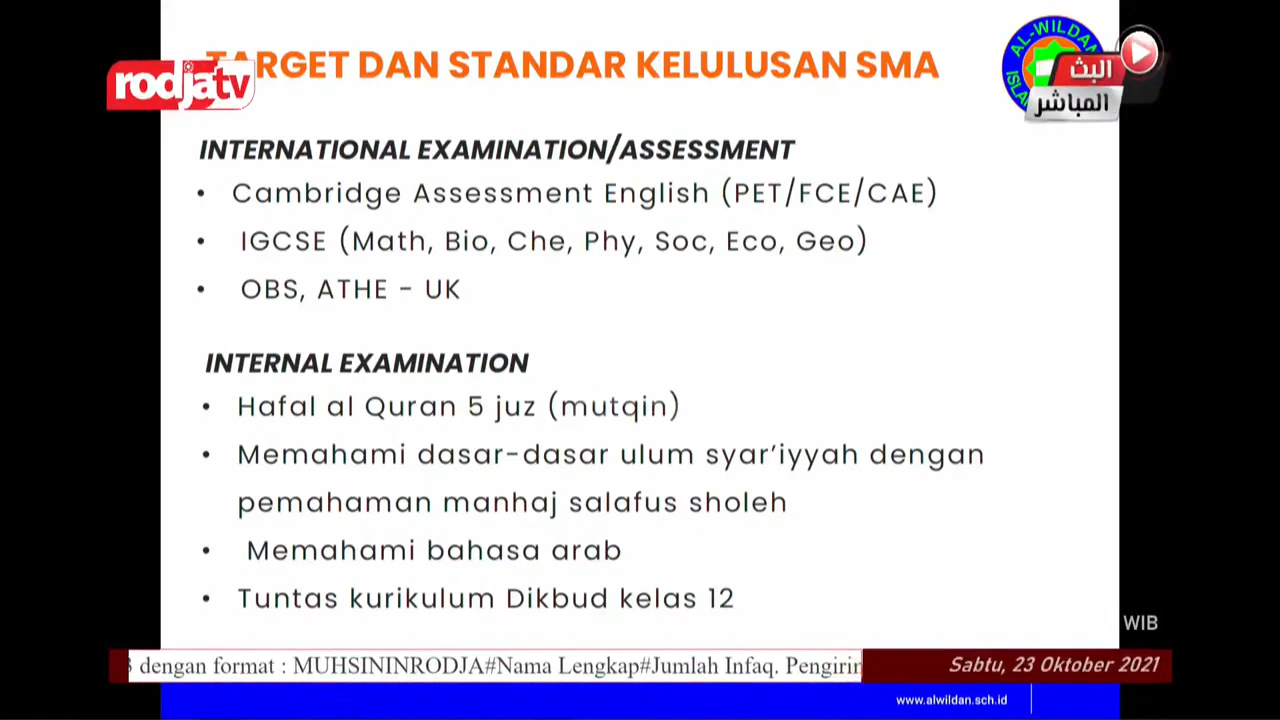 TARGET DAN STANDAR KELULUSAN SMA
rodjatv
AL-WILDAN
البث
المباشر
INTERNATIONAL EXAMINATION/ASSESSMENT
• Cambridge Assessment English (PET/FCE/CAE)
• IGCSE (Math, Bio, Che, Phy, Soc, Eco, Geo)
• OBS, ATHE - UK
INTERNAL EXAMINATION
• Hafal al Quran 5 juz (mutqin)
• Memahami dasar-dasar ulum syar'iyyah dengan
pemahaman manhaj salafus sholeh
• Memahami bahasa arab
• Tuntas kurikulum Dikbud kelas 12
WIB
dengan format : MUHSININRODJA#Nama Lengkap#Jumlah Infaq. Pengirin
Sabtu, 23 Oktober 2021
www.alwildan.sch.id